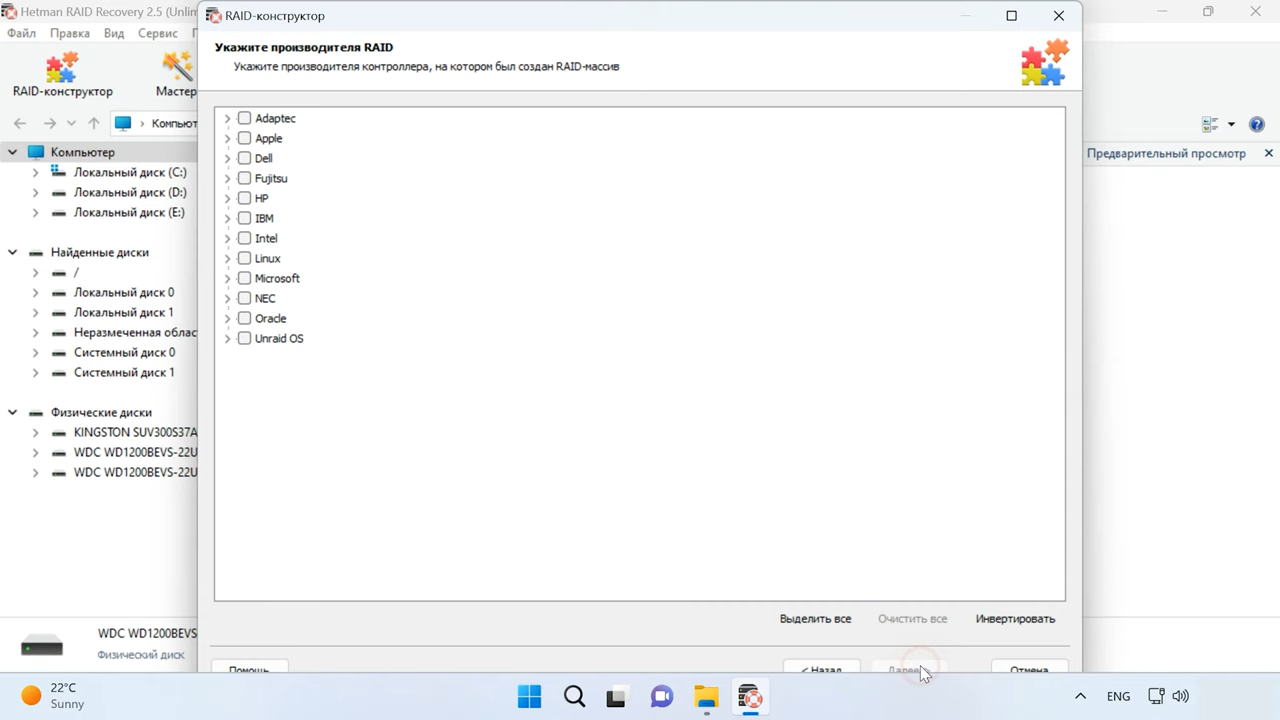 Hetman RAID Recovery 2.5 (Unlin
Файл Правка Вид Сервис
RAID-конструктор
Мастер
Компьют
Компьютер
Локальный диск (C:)
Локальный диск (D:)
Локальный диск (E:)
Найденные диски
/
Локальный диск 0
Локальный диск 1
Неразмеченная облас
Системный диск 0
Системный диск 1
Физические диски
KINGSTON SUV300S37A
WDC WD1200BEVS-22U
WDC WD1200BEVS-22U
WDC WD1200BEVS
Физический диск
RAID-конструктор
Укажите производителя RAID
Укажите производителя контроллера, на котором был создан RAID-массив
Adaptec
Apple
Dell
Fujitsu
HP
IBM
Intel
Linux
Microsoft
NEC
Oracle
Unraid OS
Выделить все Очистить все Инвертировать
Помощь < Назад Далее > Отмена
Предварительный просмотр
22°C
Sunny
ENG